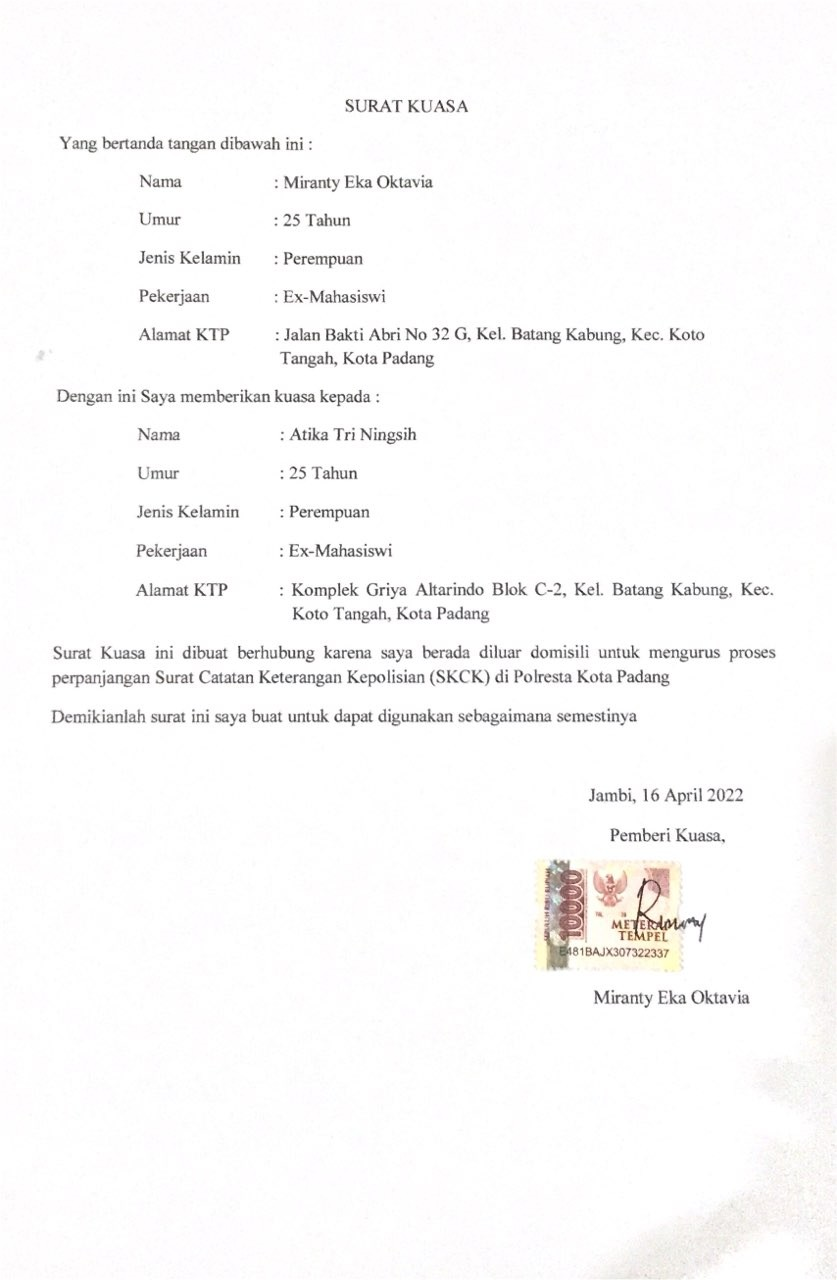 SURAT KUASA
Yang bertanda tangan dibawah ini :
Nama : Miranty Eka Oktavia
Umur : 25 Tahun
Jenis Kelamin : Perempuan
Pekerjaan : Ex-Mahasiswi
Alamat KTP : Jalan Bakti Abri No 32 G, Kel. Batang Kabung, Kec. Koto
Tangah, Kota Padang
Dengan ini Saya memberikan kuasa kepada :
Nama : Atika Tri Ningsih
Umur : 25 Tahun
Jenis Kelamin : Perempuan
Pekerjaan : Ex-Mahasiswi
Alamat KTP : Komplek Griya Altarindo Blok C-2, Kel. Batang Kabung, Kec.
Koto Tangah, Kota Padang
Surat Kuasa ini dibuat berhubung karena saya berada diluar domisili untuk mengurus proses
perpanjangan Surat Catatan Keterangan Kepolisian (SKCK) di Polresta Kota Padang
Demikianlah surat ini saya buat untuk dapat digunakan sebagaimana semestinya
Jambi, 16 April 2022
Pemberi Kuasa,
10000
METERAI
TEMPEL
E481BAJX307322337
Miranty Eka Oktavia